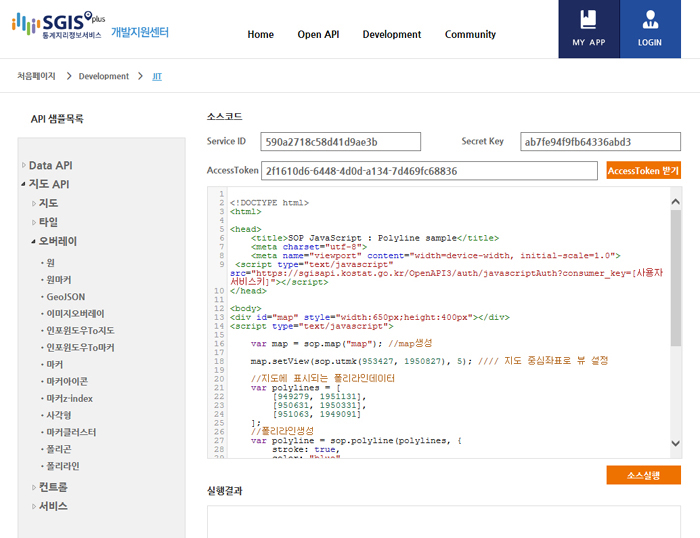 SGIS plus
통계지리정보서비스
개발지원센터
Home
Open API
Development
Community
MY APP
LOGIN
처음페이지 > Development > JIT
API 샘플목록
Data API
지도 API
지도
타일
오버레이
원
원마커
GeoJSON
이미지오버레이
인포윈도우To지도
인포윈도우To마커
마커
마커아이콘
마커z-index
사각형
마커클러스터
폴리곤
폴리라인
컨트롤
서비스
소스코드
Service ID 590a2718c58d41d9ae3b
Secret Key ab7fe94f9fb64336abd3
AccessToken 2f1610d6-6448-4d0d-a134-7d469fc68836
AccessToken 받기
1
2 <!DOCTYPE html>
3 <html>
4
5 <head>
6 <title>SOP JavaScript : Polyline sample</title>
7 <meta charset="utf-8">
8 <meta name="viewport" content="width=device-width, initial-scale=1.0">
9 <script type="text/javascript"
src="https://sgisapi.kostat.go.kr/OpenAPI3/auth/javascriptAuth?consumer_key=[사용자
서비스키]"></script>
10 </head>
11
12 <body>
13 <div id="map" style="width:650px;height:400px"></div>
14 <script type="text/javascript">
15
16 var map = sop.map("map"); //map생성
17
18 map.setView(sop.utmk(953427, 1950827), 5); //// 지도 중심좌표로 뷰 설정
19
20 //지도에 표시되는 폴리라인데이터
21 var polylines = [
22 [949279, 1951131],
23 [950631, 1950331],
24 [951063, 1949091]
25 ];
26 //폴리라인생성
27 var polyline = sop.polyline(polylines, {
28 stroke: true,
29 color: "blue"
소스실행
실행결과